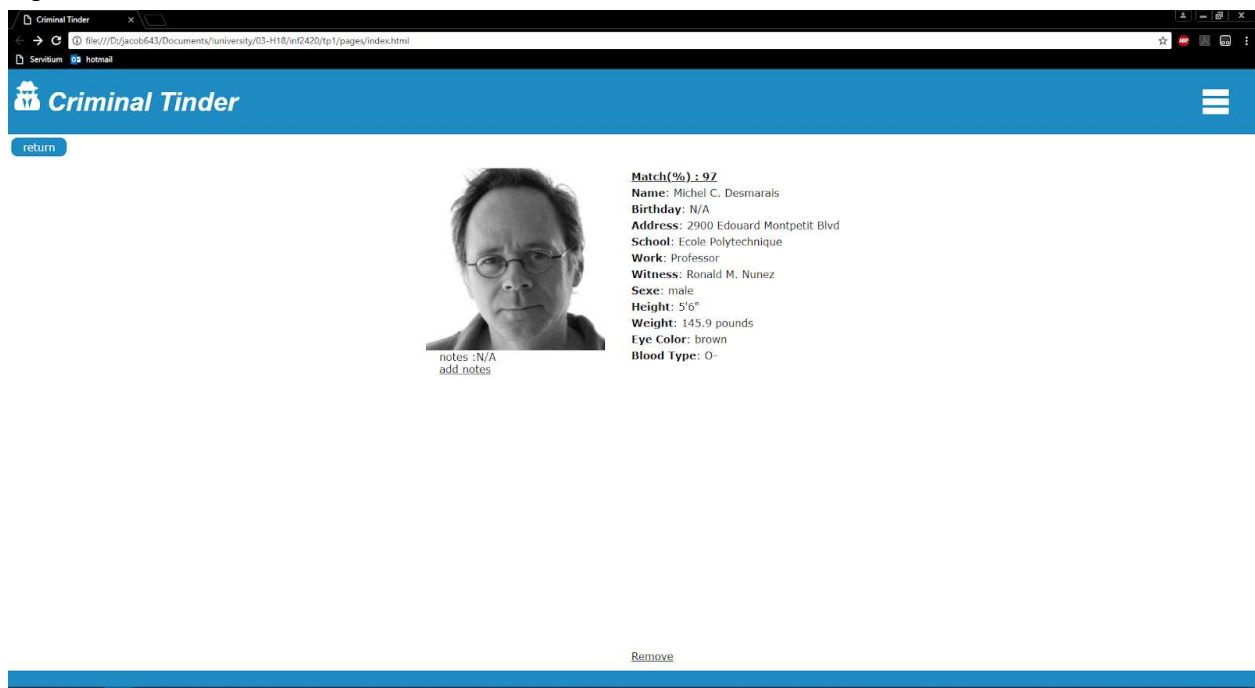 Criminal Tinder
file:///D:/jacob643/Documents/!university/03-H18/inf2420/tp1/pages/index.html
Servitium hotmail
Criminal Tinder
return
Match(%) : 97
Name: Michel C. Desmarais
Birthday: N/A
Address: 2900 Edouard Montpetit Blvd
School: Ecole Polytechnique
Work: Professor
Witness: Ronald M. Nunez
Sexe: male
Height: 5'6"
Weight: 145.9 pounds
Eye Color: brown
Blood Type: O-
notes :N/A
add notes
Remove